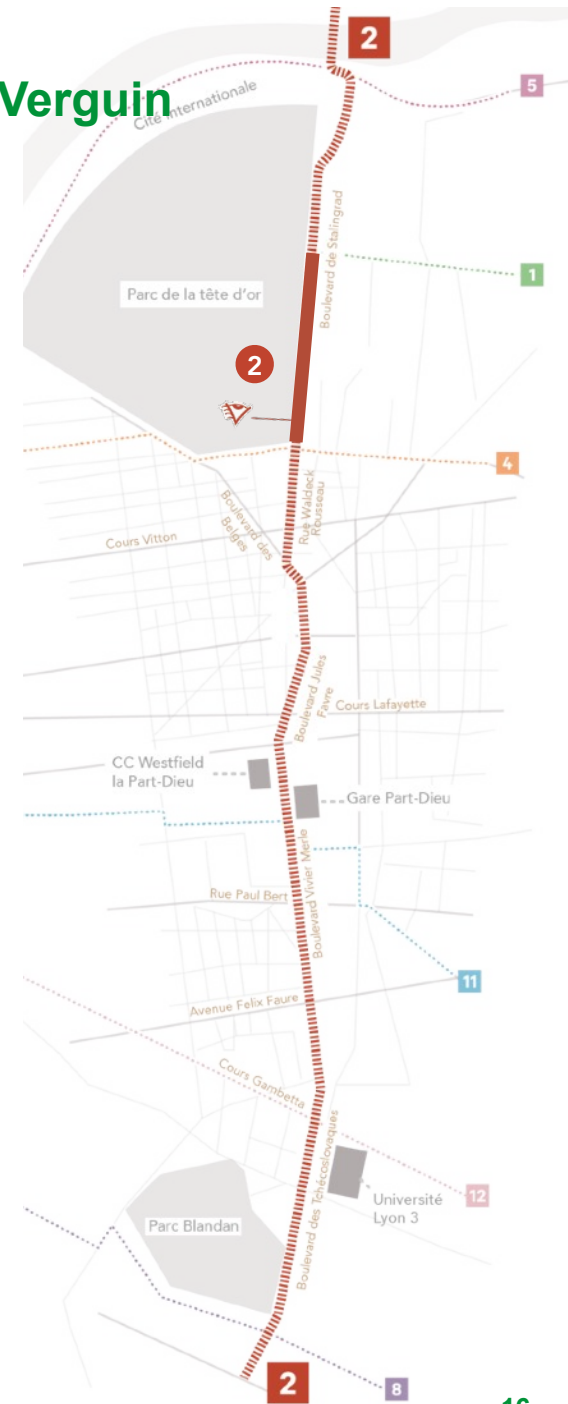 2
Verguin
5
Cité Internationale
Boulevard de Stalingrad
1
Parc de la tête d'or
2
4
Rue Waldeck
Rousseau
Boulevard des
Belges
Cours Vitton
Boulevard Jules
Favre
Cours Lafayette
CC Westfield
la Part-Dieu
Gare Part-Dieu
Boulevard Vivier Merle
Rue Paul Bert
11
Avenue Felix Faure
Cours Gambetta
Boulevard des Tchécoslovaques
12
Université
Lyon 3
Parc Blandan
2
8
16